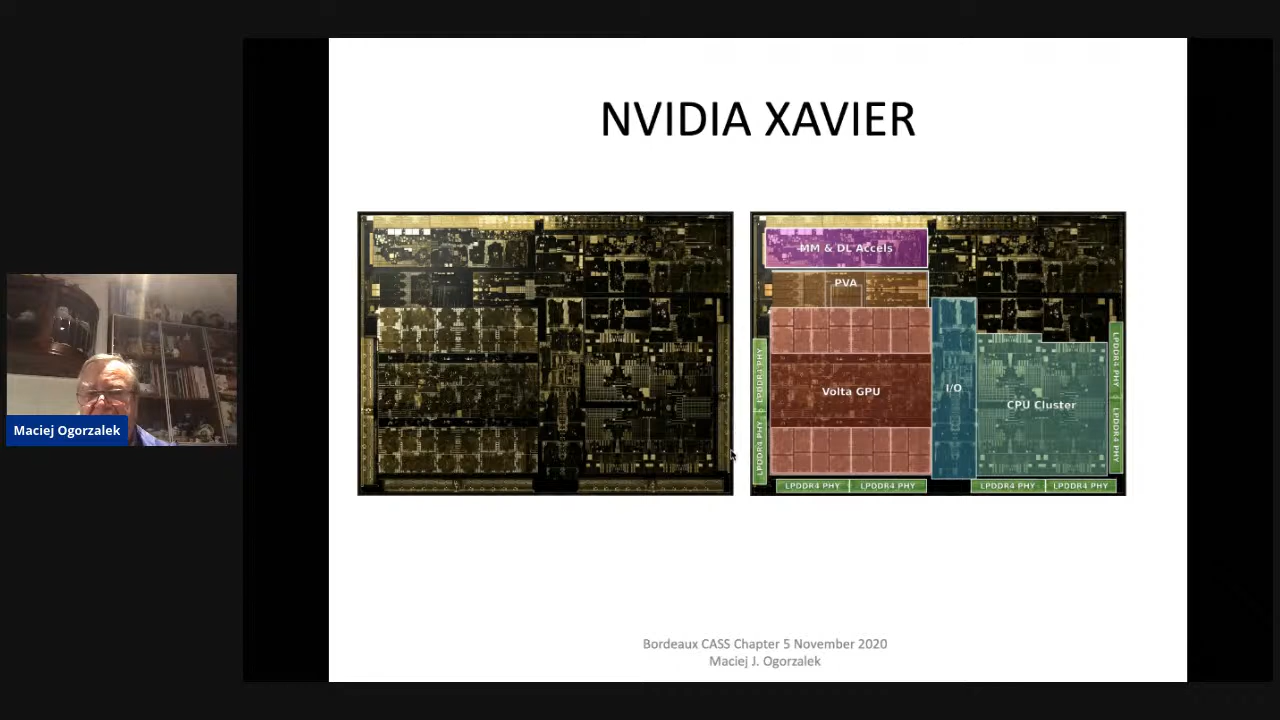 NVIDIA XAVIER
MM & DL Accels
PVA
Volta GPU
I/O
CPU Cluster
LPDDR4 PHY
LPDDR4 PHY
LPDDR4 PHY
LPDDR4 PHY
LPDDR4 PHY LPDDR4 PHY
LPDDR4 PHY LPDDR4 PHY
Maciej Ogorzalek
Bordeaux CASS Chapter 5 November 2020
Maciej J. Ogorzalek